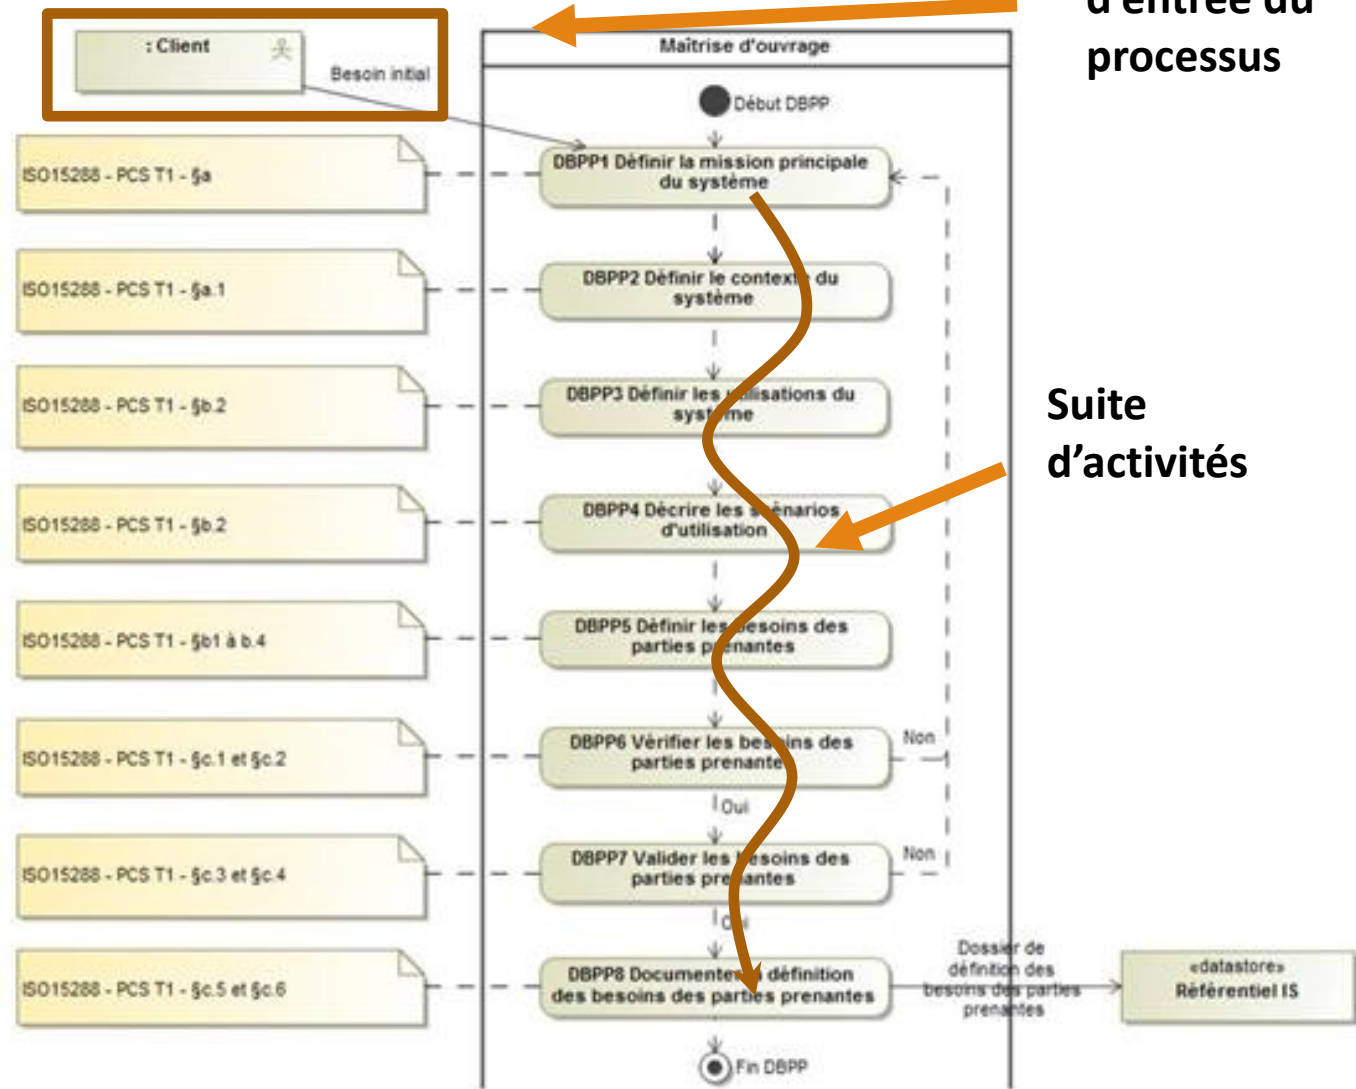 d'entrée du
processus
: Client
Besoin initial
Maîtrise d'ouvrage
Début DBPP
ISO15288 - PCS T1 - §a
DBPP1 Définir la mission principale
du système
ISO15288 - PCS T1 - §a.1
DBPP2 Définir le contexte du
système
ISO15288 - PCS T1 - §b.2
DBPP3 Définir les utilisations du
système
Suite
d’activités
ISO15288 - PCS T1 - §b.2
DBPP4 Décrire les scénarios
d'utilisation
ISO15288 - PCS T1 - §b1 à b.4
DBPP5 Définir les besoins des
parties prenantes
ISO15288 - PCS T1 - §c.1 et §c.2
DBPP6 Vérifier les besoins des
parties prenantes
Non
Oui
ISO15288 - PCS T1 - §c.3 et §c.4
DBPP7 Valider les besoins des
parties prenantes
Non
Oui
ISO15288 - PCS T1 - §c.5 et §c.6
DBPP8 Documenter la définition
des besoins des parties prenantes
Dossier de
définition des
besoins des parties
prenantes
«datastore»
Référentiel IS
Fin DBPP